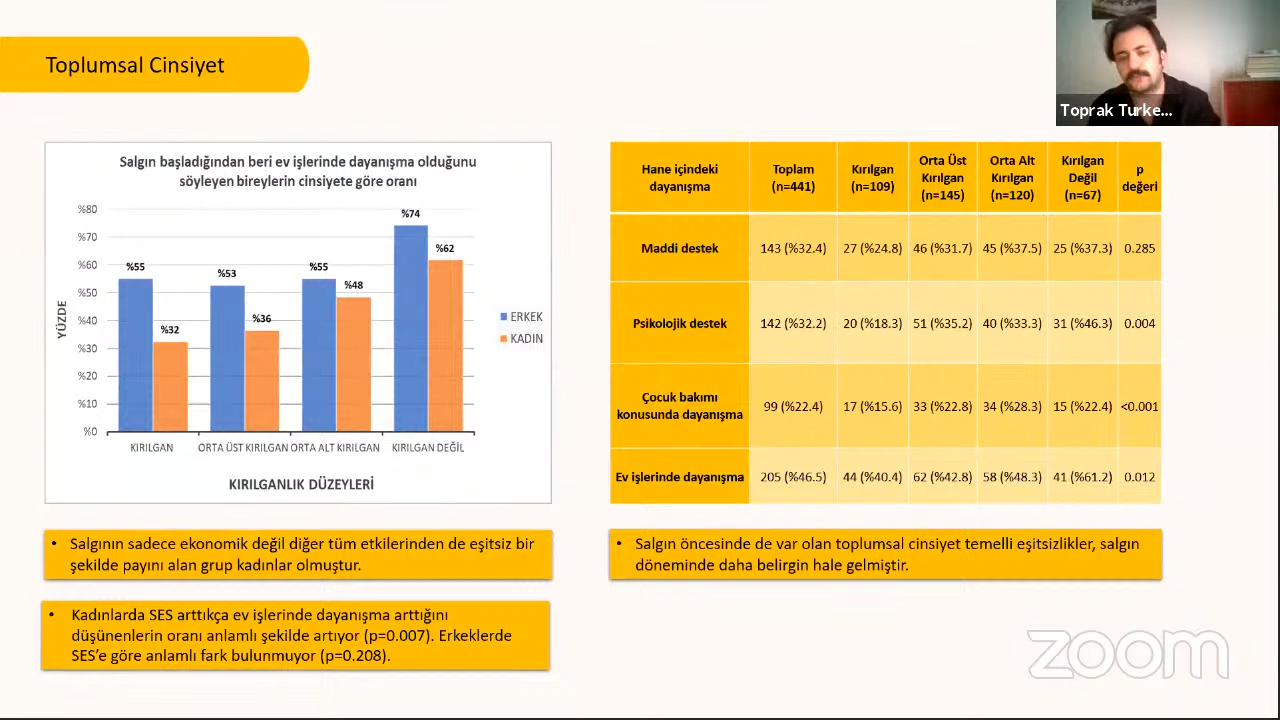 Toplumsal Cinsiyet
Toprak Turke...
Salgın başladığından beri ev işlerinde dayanışma olduğunu
söyleyen bireylerin cinsiyete göre oranı
%80
%70
%60
%50
%40
%30
%20
%10
%0
YÜZDE
%55
%32
%53
%36
%55
%48
%74
%62
ERKEK
KADIN
KIRILGAN
ORTA ÜST KIRILGAN
ORTA ALT KIRILGAN
KIRILGAN DEĞİL
KIRILGANLIK DÜZEYLERİ
Hane içindeki dayanışma Toplam (n=441) Kırılgan (n=109) Orta Üst Kırılgan (n=145) Orta Alt Kırılgan (n=120) Kırılgan Değil (n=67) p değeri
Maddi destek 143 (%32.4) 27 (%24.8) 46 (%31.7) 45 (%37.5) 25 (%37.3) 0.285
Psikolojik destek 142 (%32.2) 20 (%18.3) 51 (%35.2) 40 (%33.3) 31 (%46.3) 0.004
Çocuk bakımı konusunda dayanışma 99 (%22.4) 17 (%15.6) 33 (%22.8) 34 (%28.3) 15 (%22.4) <0.001
Ev işlerinde dayanışma 205 (%46.5) 44 (%40.4) 62 (%42.8) 58 (%48.3) 41 (%61.2) 0.012
• Salgının sadece ekonomik değil diğer tüm etkilerinden de eşitsiz bir
şekilde payını alan grup kadınlar olmuştur.
• Kadınlarda SES arttıkça ev işlerinde dayanışma arttığını
düşünenlerin oranı anlamlı şekilde artıyor (p=0.007). Erkeklerde
SES'e göre anlamlı fark bulunmuyor (p=0.208).
• Salgın öncesinde de var olan toplumsal cinsiyet temelli eşitsizlikler, salgın
döneminde daha belirgin hale gelmiştir.
zoom